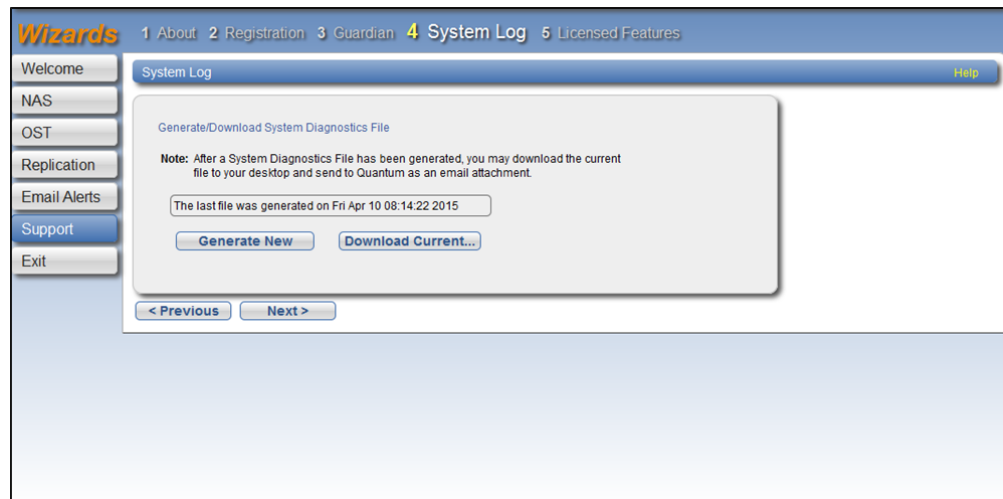 Wizards
1 About 2 Registration 3 Guardian 4 System Log 5 Licensed Features
Welcome
NAS
OST
Replication
Email Alerts
Support
Exit
System Log
Help
Generate/Download System Diagnostics File
Note: After a System Diagnostics File has been generated, you may download the current
file to your desktop and send to Quantum as an email attachment.
The last file was generated on Fri Apr 10 08:14:22 2015
Generate New
Download Current...
< Previous
Next >